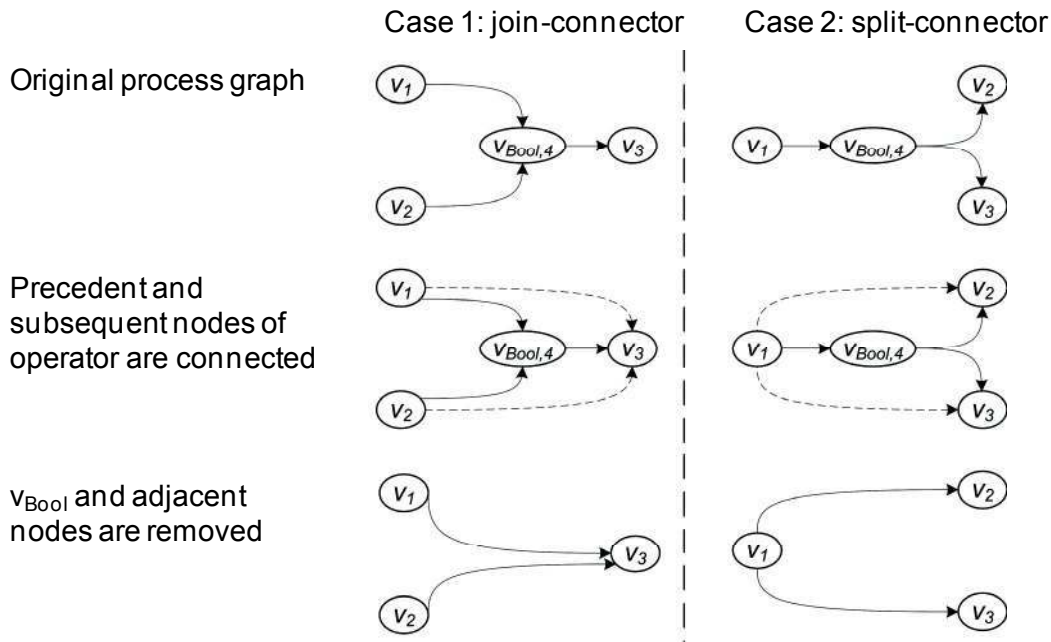 Case 1: join-connector
Case 2: split-connector
Original process graph
v1
vBool,4
v3
v2
v1
vBool,4
v2
v3
Precedent and
subsequent nodes of
operator are connected
v1
vBool,4
v3
v2
v1
vBool,4
v2
v3
vBool and adjacent
nodes are removed
v1
v3
v2
v2
v1
v3